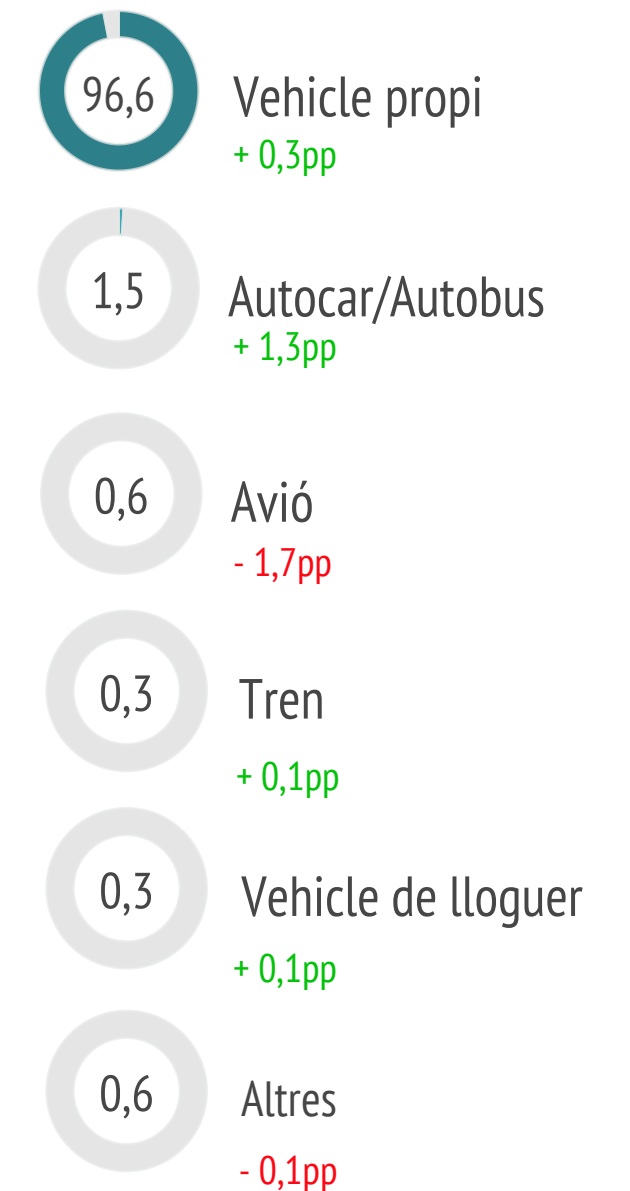 96,6
Vehicle propi
+ 0,3pp
1,5
Autocar/Autobus
+ 1,3pp
0,6
Avió
- 1,7pp
0,3
Tren
+ 0,1pp
0,3
Vehicle de lloguer
+ 0,1pp
0,6
Altres
- 0,1pp